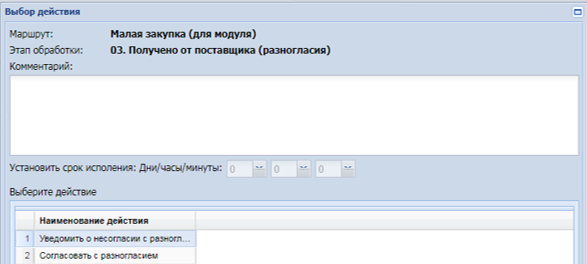 Выбор действия
Маршрут: Малая закупка (для модуля)
Этап обработки: 03. Получено от поставщика (разногласия)
Комментарий:
Установить срок исполения: Дни/часы/минуты: 0 0 0
Выберите действие
Наименование действия
1 Уведомить о несогласии с разногл...
2 Согласовать с разногласием